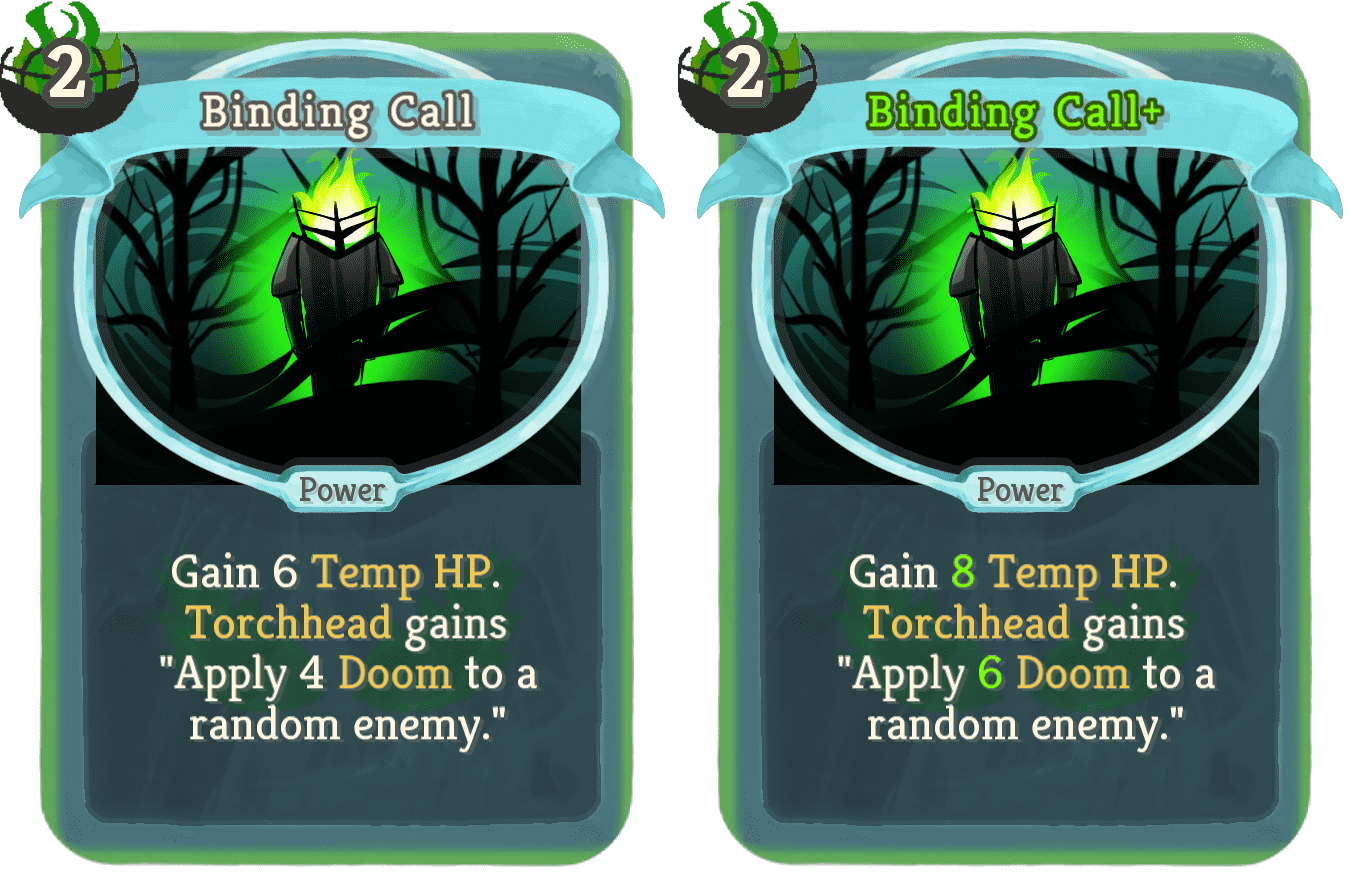 2
Binding Call
Power
Gain 6 Temp HP.
Torchhead gains
"Apply 4 Doom to a
random enemy."
2
Binding Call+
Power
Gain 8 Temp HP.
Torchhead gains
"Apply 6 Doom to a
random enemy."